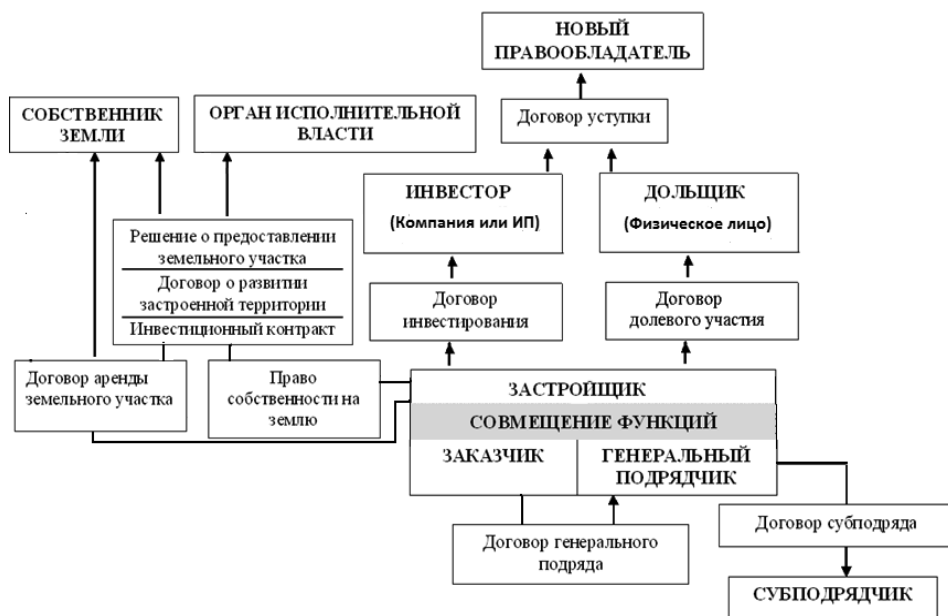 НОВЫЙ
ПРАВООБЛАДАТЕЛЬ
СОБСТВЕННИК
ЗЕМЛИ
ОРГАН ИСПОЛНИТЕЛЬНОЙ
ВЛАСТИ
Договор уступки
ИНВЕСТОР
(Компания или ИП)
ДОЛЬЩИК
(Физическое лицо)
Решение о предоставлении
земельного участка
Договор о развитии
застроенной территории
Инвестиционный контракт
Договор
инвестирования
Договор
долевого участия
Договор аренды
земельного участка
Право
собственности на
землю
ЗАСТРОЙЩИК
СОВМЕЩЕНИЕ ФУНКЦИЙ
ЗАКАЗЧИК
ГЕНЕРАЛЬНЫЙ
ПОДРЯДЧИК
Договор генерального
подряда
Договор субподряда
СУБПОДРЯДЧИК